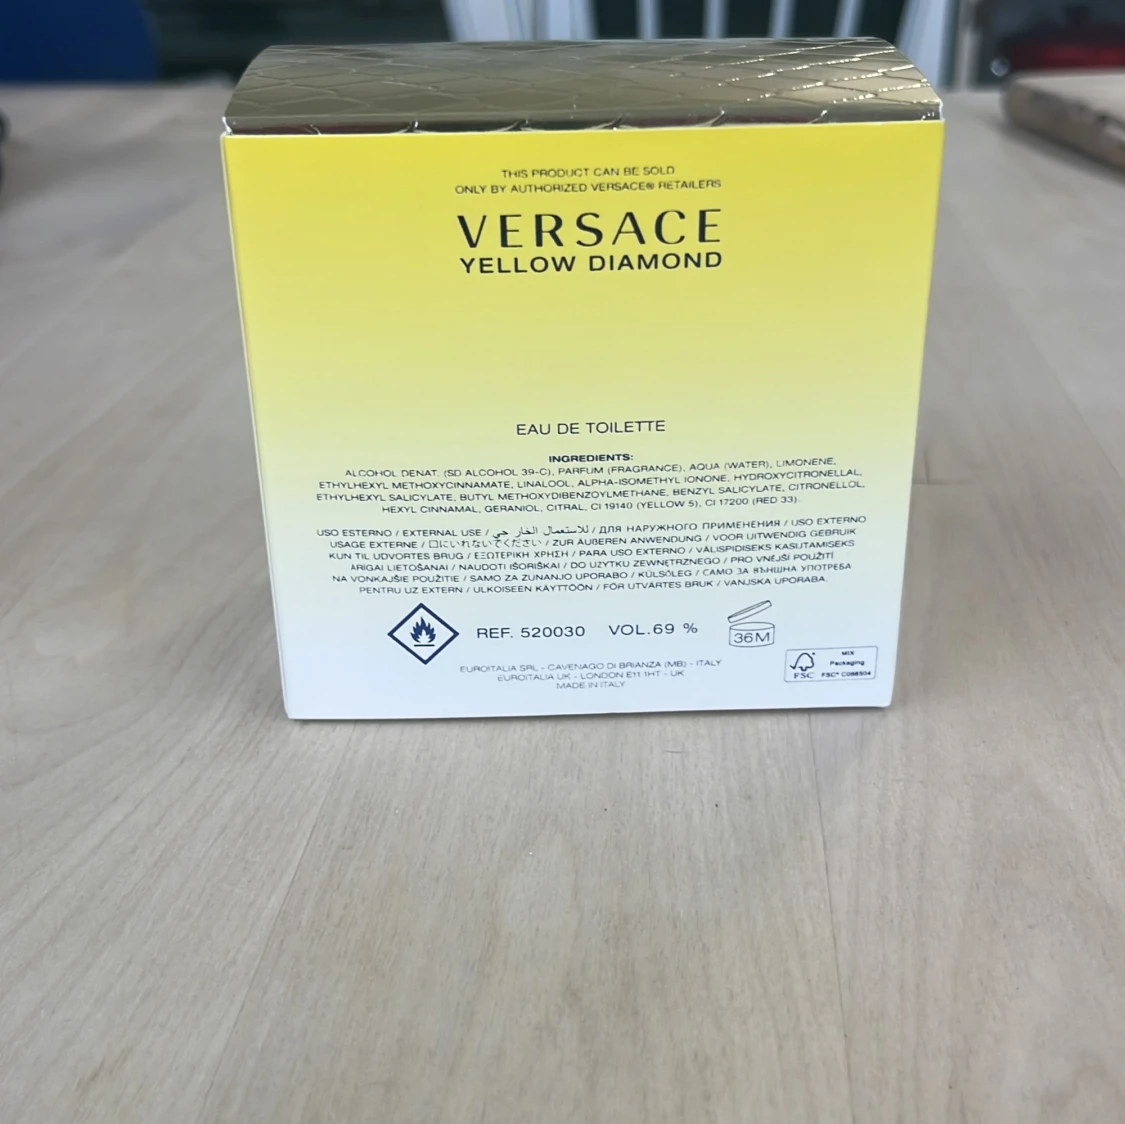 THIS PRODUCT CAN BE SOLD
ONLY BY AUTHORIZED VERSACE® RETAILERS
VERSACE
YELLOW DIAMOND
EAU DE TOILETTE
INGREDIENTS:
ALCOHOL DENAT. (SD ALCOHOL 39-C), PARFUM (FRAGRANCE), AQUA (WATER), LIMONENE,
ETHYLHEXYL METHOXYCINNAMATE, LINALOOL, ALPHA-ISOMETHYL IONONE, HYDROXYCITRONELLAL,
ETHYLHEXYL SALICYLATE, BUTYL METHOXYDIBENZOYLMETHANE, BENZYL SALICYLATE, CITRONELLOL,
HEXYL CINNAMAL, GERANIOL, CITRAL, CI 19140 (YELLOW 5), CI 17200 (RED 33).
USO ESTERNO / EXTERNAL USE / للاستعمال الخار جي / ДЛЯ НАРУЖНОГО ПРИМЕНЕНИЯ / USO EXTERNO
USAGE EXTERNE / 口にいれないでください / ZUR ÄUßEREN ANWENDUNG / VOOR UITWENDIG GEBRUIK
KUN TIL UDVORTES BRUG / ΕΞΩΤΕΡΙΚΗ ΧΡΗΣΗ / PARA USO EXTERNO / VÄLISPIDISEKS KASUTAMISEKS
ĀRĪGAI LIETOŠANAI / NAUDOTI IŠORIŠKAI / DO UŻYTKU ZEWNĘTRZNEGO / PRO VNĚJŠÍ POUŽITÍ
NA VONKAJŠIE POUŽITIE / SAMO ZA ZUNANJO UPORABO / KÜLSŐLEG / САМО ЗА ВЪНШНА УПОТРЕБА
PENTRU UZ EXTERN / ULKOISEEN KÄYTTÖÖN / FÖR UTVÄRTES BRUK / VANJSKA UPORABA.
REF. 520030 VOL.69 %
36M
EUROITALIA SRL - CAVENAGO DI BRIANZA (MB) - ITALY
EUROITALIA UK - LONDON E11 1HT - UK
MADE IN ITALY
FSC
MIX
Packaging
FSC® C088504